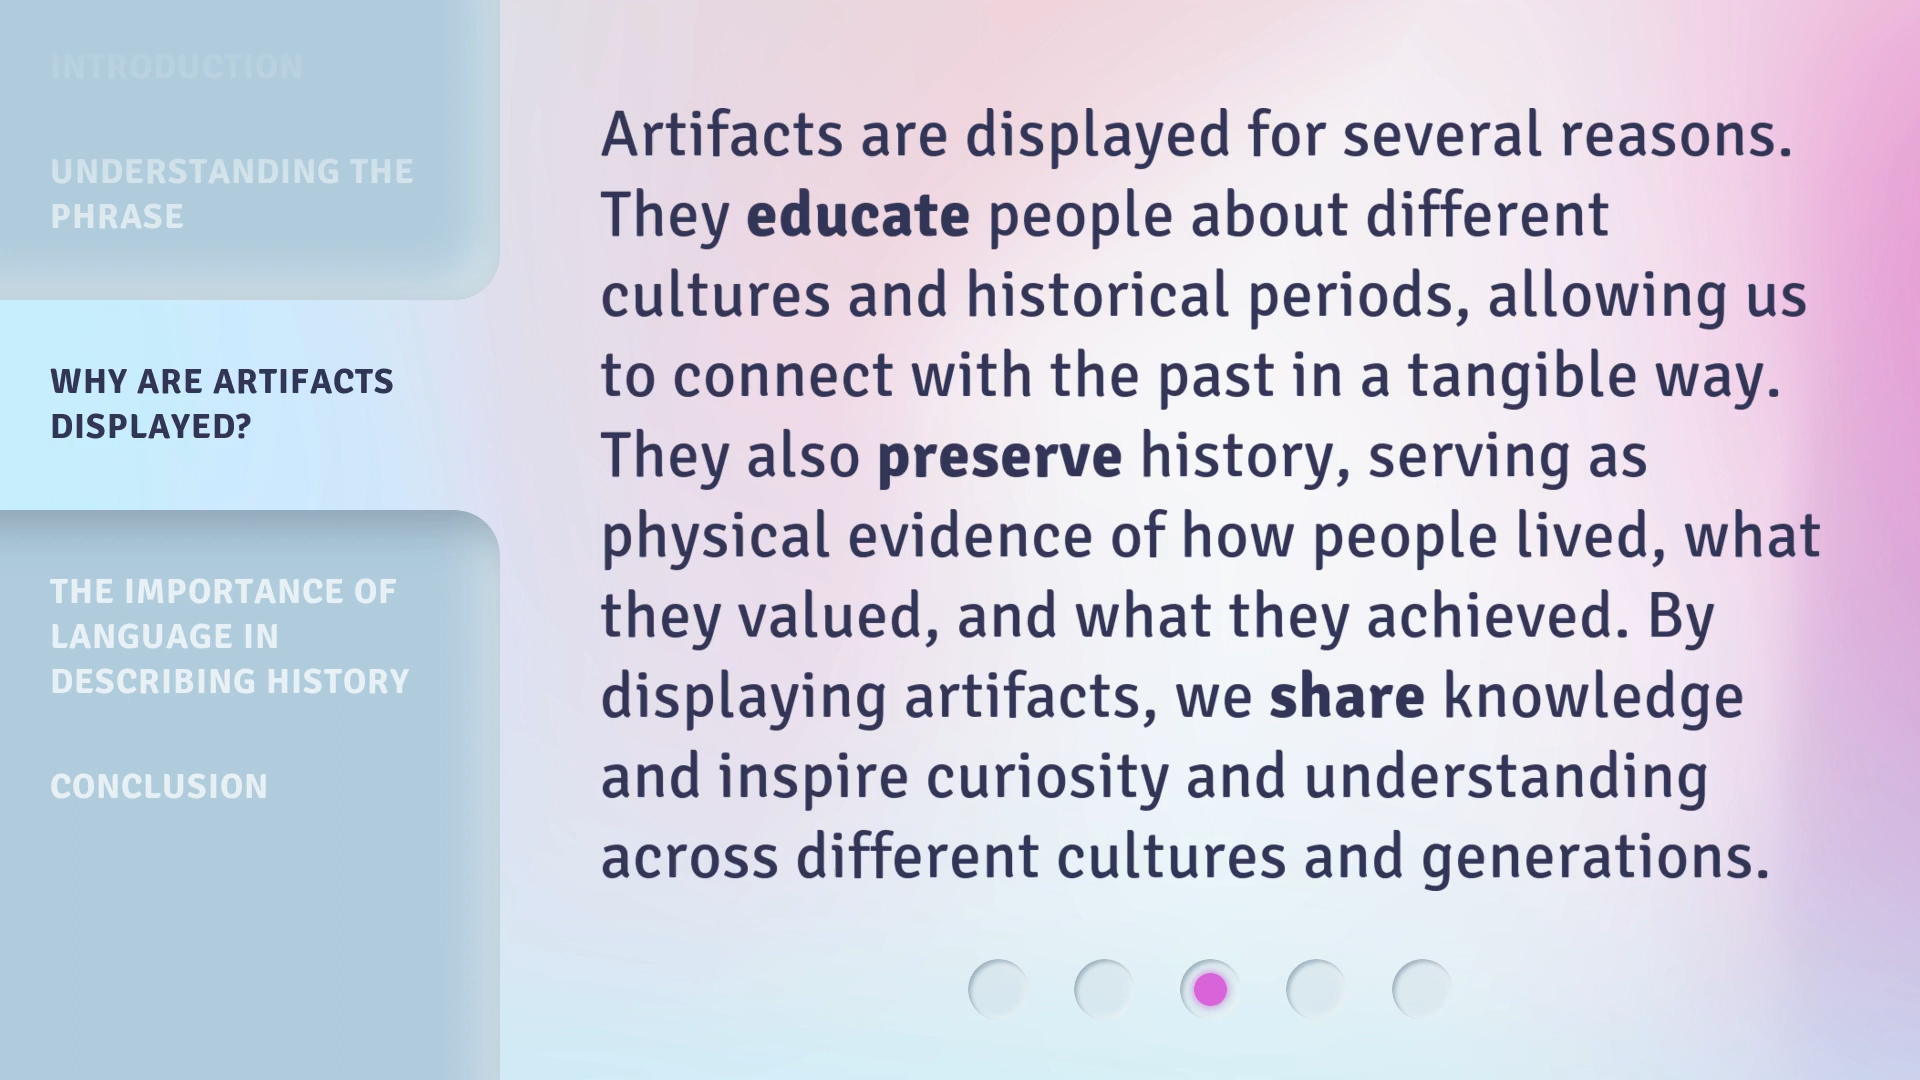 INTRODUCTION
UNDERSTANDING THE
PHRASE
WHY ARE ARTIFACTS
DISPLAYED?
THE IMPORTANCE OF
LANGUAGE IN
DESCRIBING HISTORY
CONCLUSION
Artifacts are displayed for several reasons.
They educate people about different
cultures and historical periods, allowing us
to connect with the past in a tangible way.
They also preserve history, serving as
physical evidence of how people lived, what
they valued, and what they achieved. By
displaying artifacts, we share knowledge
and inspire curiosity and understanding
across different cultures and generations.